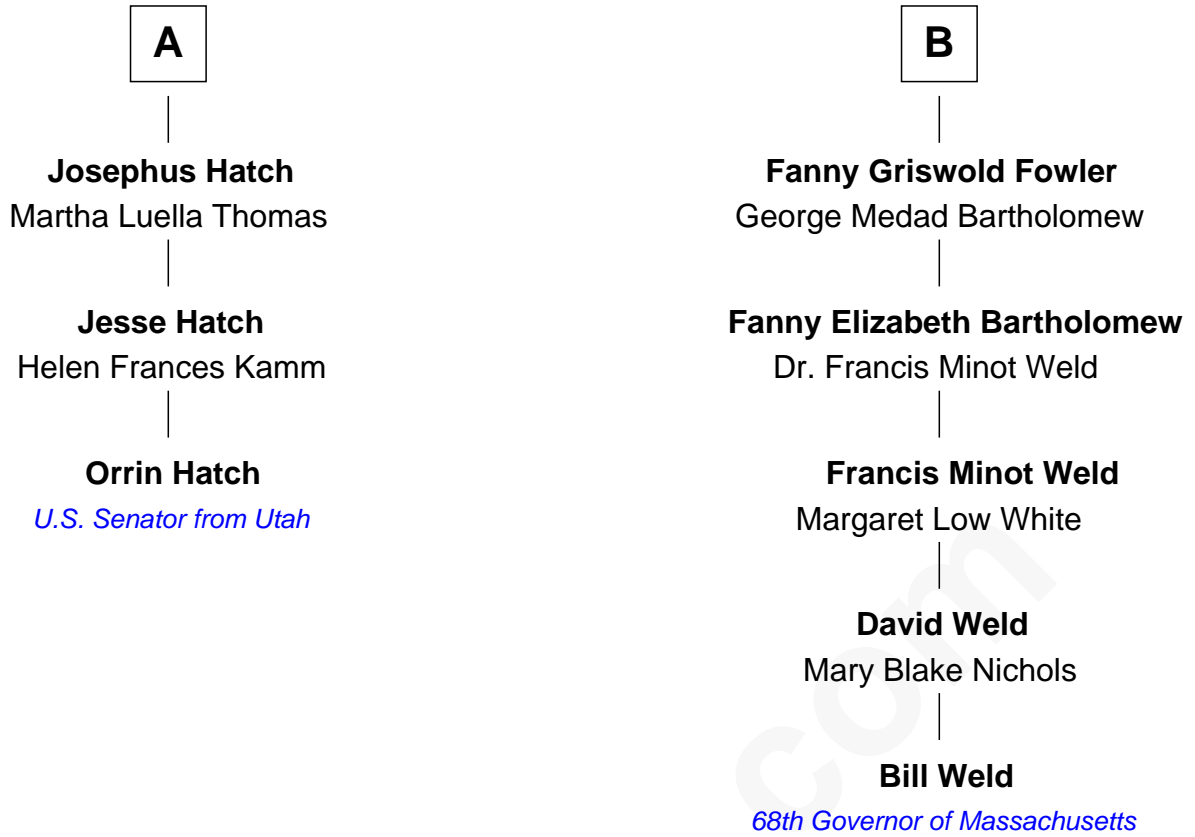 A
Josephus Hatch
Martha Luella Thomas
Jesse Hatch
Helen Frances Kamm
Orrin Hatch
U.S. Senator from Utah
B
Fanny Griswold Fowler
George Medad Bartholomew
Fanny Elizabeth Bartholomew
Dr. Francis Minot Weld
Francis Minot Weld
Margaret Low White
David Weld
Mary Blake Nichols
Bill Weld
68th Governor of Massachusetts
com